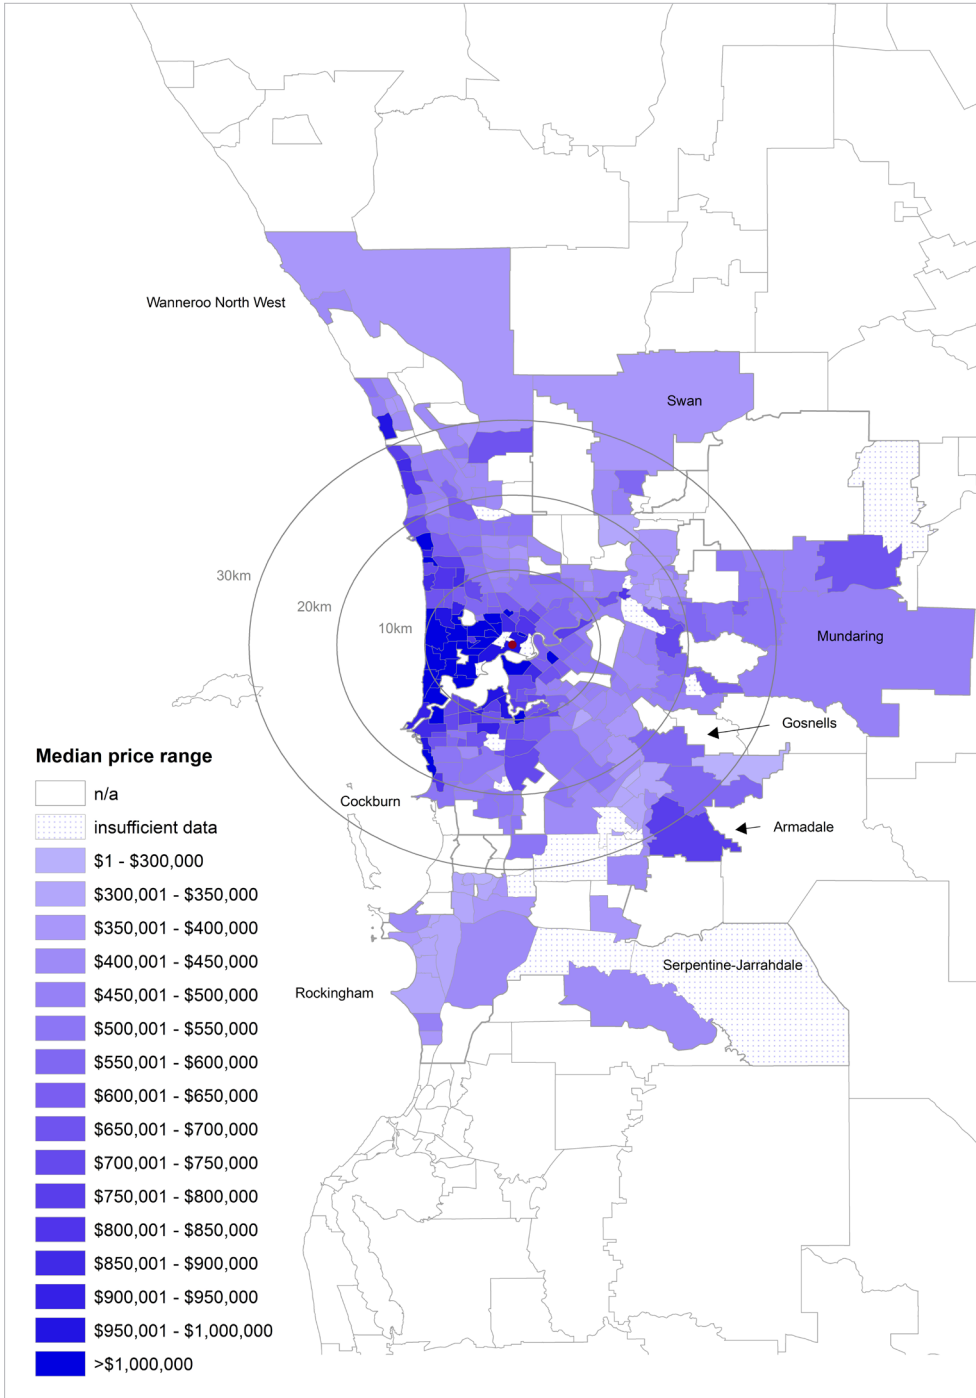 Wanneroo North West
Swan
30km
20km
10km
Mundaring
Gosnells
Cockburn
Armadale
Serpentine-Jarrahdale
Rockingham
Median price range
n/a
insufficient data
$1 - $300,000
$300,001 - $350,000
$350,001 - $400,000
$400,001 - $450,000
$450,001 - $500,000
$500,001 - $550,000
$550,001 - $600,000
$600,001 - $650,000
$650,001 - $700,000
$700,001 - $750,000
$750,001 - $800,000
$800,001 - $850,000
$850,001 - $900,000
$900,001 - $950,000
$950,001 - $1,000,000
>$1,000,000